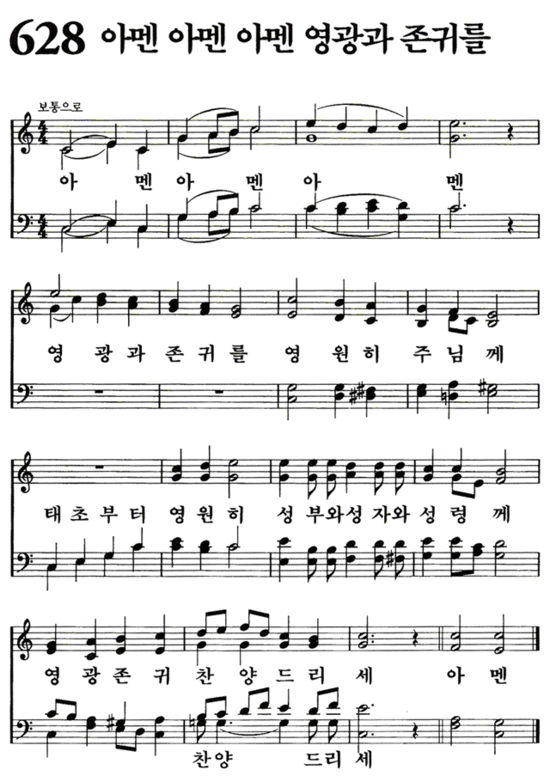 628 아멘 아멘 아멘 영광과 존귀를
보통으로
아 멘 아 멘 아 멘
영 광 과 존 귀 를 영 원 히 주 님 께
태 초 부 터 영 원 히 성 부 와 성 자 와 성 령 께
영 광 존 귀 찬 양 드 리 세 아 멘
찬양 드리 세